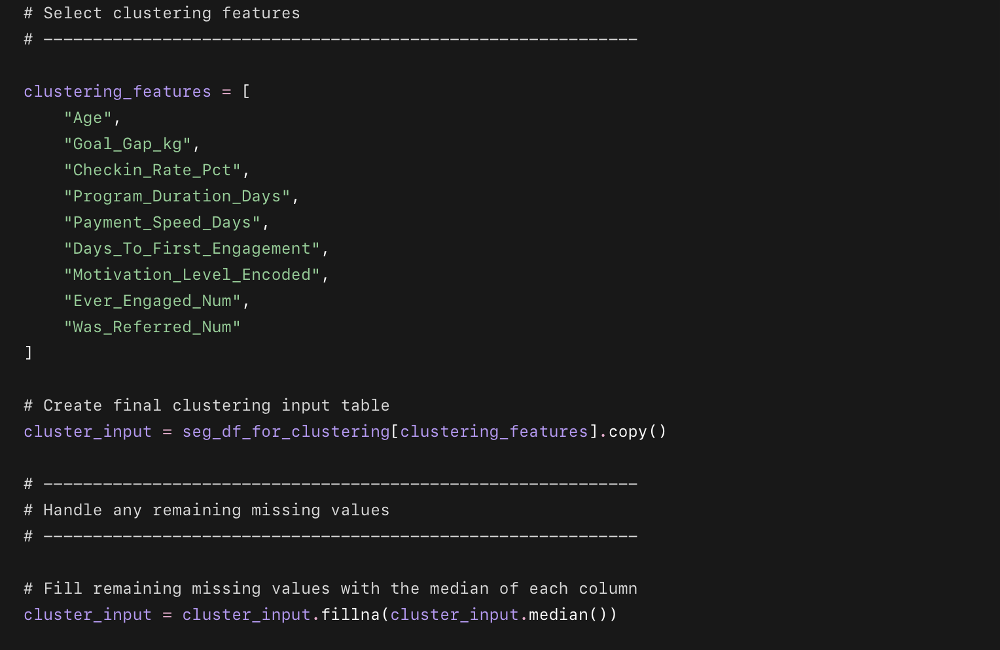 # Select clustering features
# ------------------------------------------------------------
clustering_features = [
    "Age",
    "Goal_Gap_kg",
    "Checkin_Rate_Pct",
    "Program_Duration_Days",
    "Payment_Speed_Days",
    "Days_To_First_Engagement",
    "Motivation_Level_Encoded",
    "Ever_Engaged_Num",
    "Was_Referred_Num"
]
# Create final clustering input table
cluster_input = seg_df_for_clustering[clustering_features].copy()
# ------------------------------------------------------------
# Handle any remaining missing values
# ------------------------------------------------------------
# Fill remaining missing values with the median of each column
cluster_input = cluster_input.fillna(cluster_input.median())